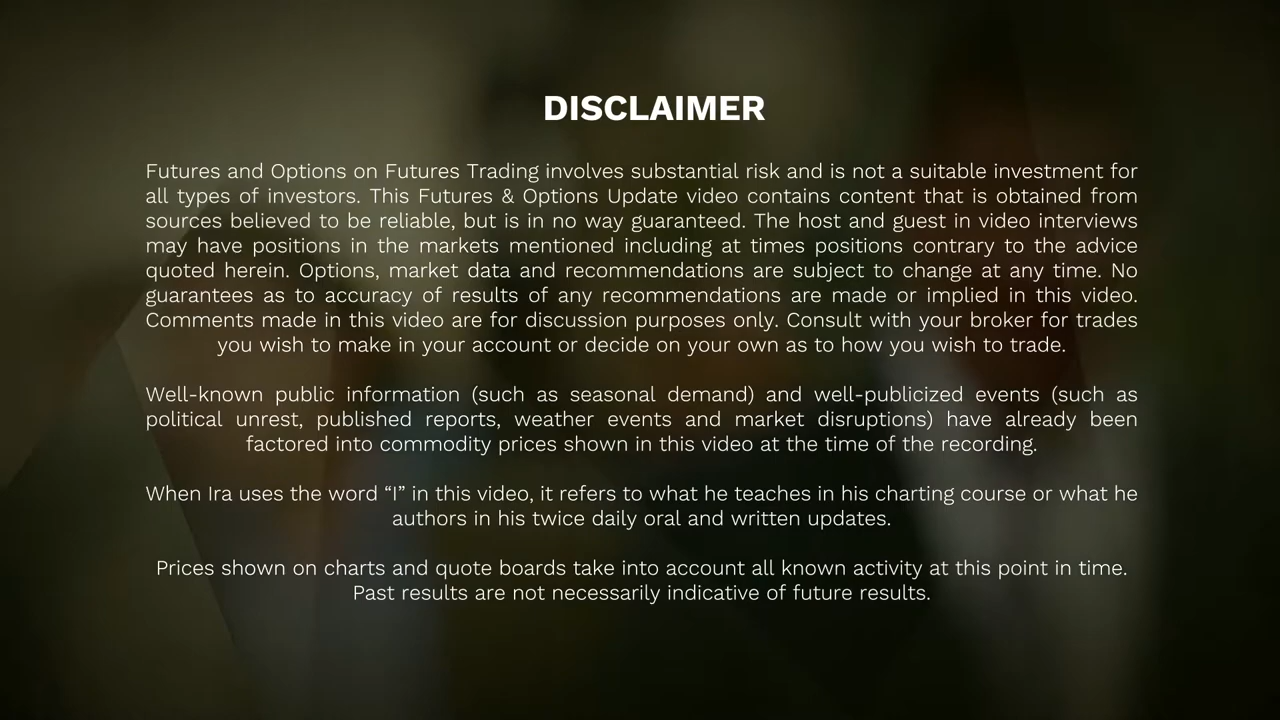 DISCLAIMER
Futures and Options on Futures Trading involves substantial risk and is not a suitable investment for
all types of investors. This Futures & Options Update video contains content that is obtained from
sources believed to be reliable, but is in no way guaranteed. The host and guest in video interviews
may have positions in the markets mentioned including at times positions contrary to the advice
quoted herein. Options, market data and recommendations are subject to change at any time. No
guarantees as to accuracy of results of any recommendations are made or implied in this video.
Comments made in this video are for discussion purposes only. Consult with your broker for trades
you wish to make in your account or decide on your own as to how you wish to trade.
Well-known public information (such as seasonal demand) and well-publicized events (such as
political unrest, published reports, weather events and market disruptions) have already been
factored into commodity prices shown in this video at the time of the recording.
When Ira uses the word “I” in this video, it refers to what he teaches in his charting course or what he
authors in his twice daily oral and written updates.
Prices shown on charts and quote boards take into account all known activity at this point in time.
Past results are not necessarily indicative of future results.